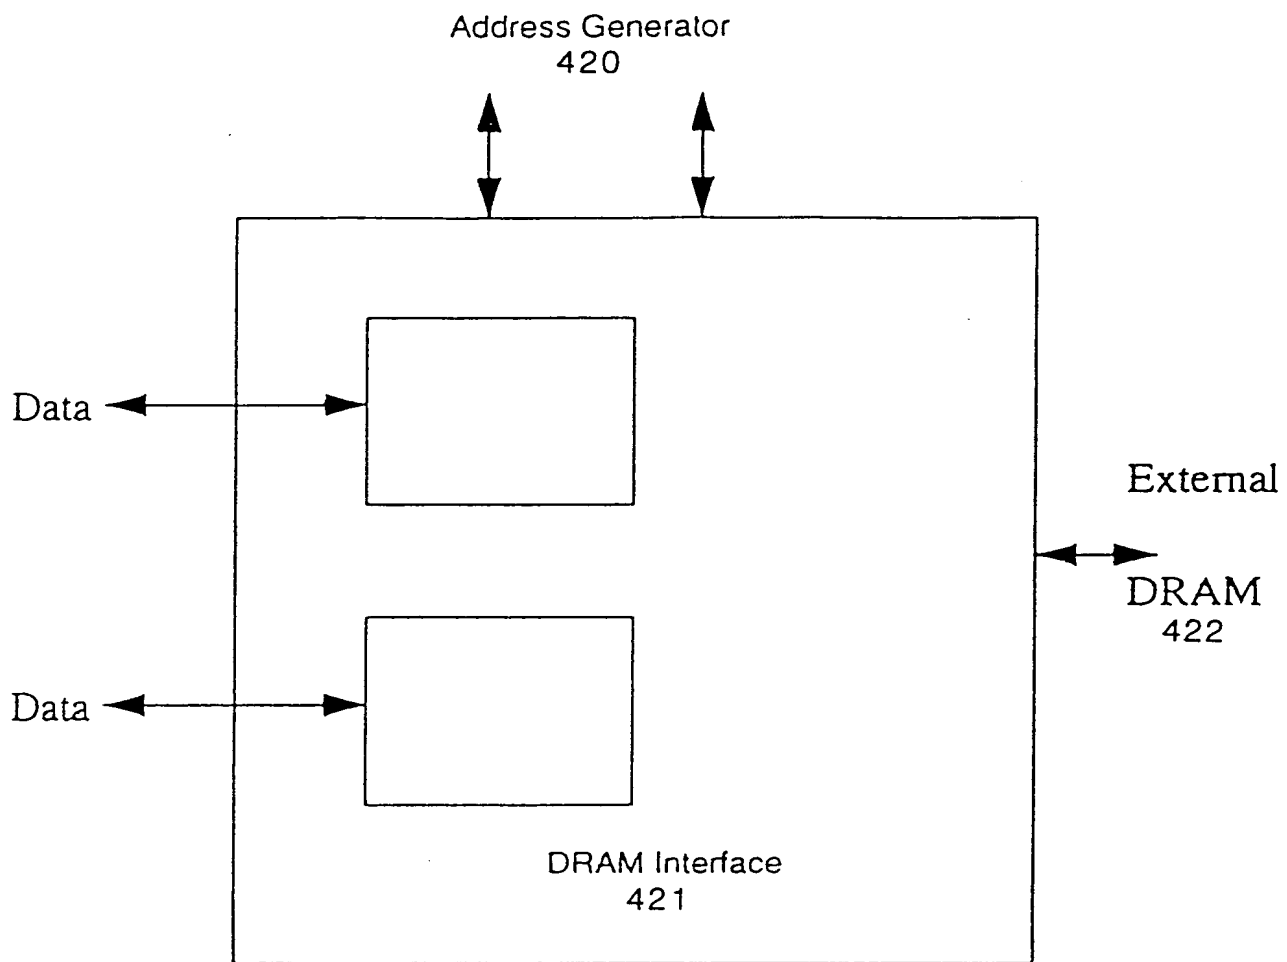 Address Generator
420
Data
External
DRAM
422
Data
DRAM Interface
421